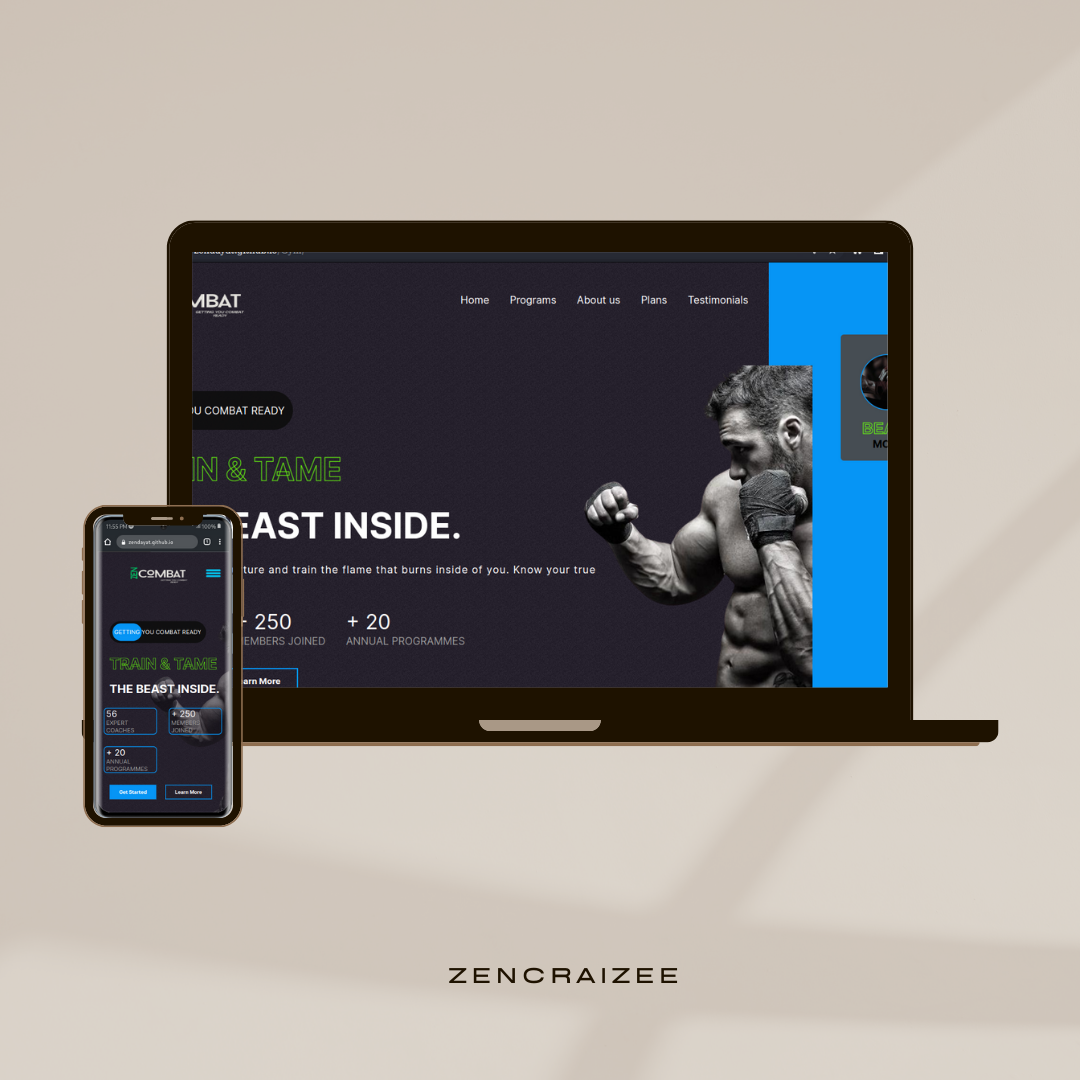 MBAT
GETTING YOU COMBAT
READY
Home Programs About us Plans Testimonials
U COMBAT READY
IN & TAME
EAST INSIDE.
ture and train the flame that burns inside of you. Know your true
250
+ 20
EMBERS JOINED
ANNUAL PROGRAMMES
arn More
BEA
MO
11:55 PM
100%
zendayat.github.io
ZEN
COMBAT
GETTING YOU COMBAT READY
TRAIN & TAME
THE BEAST INSIDE.
56
EXPERT
COACHES
+ 250
MEMBERS
JOINED
+ 20
ANNUAL
PROGRAMMES
Get Started
Learn More
ZENCRAIZEE